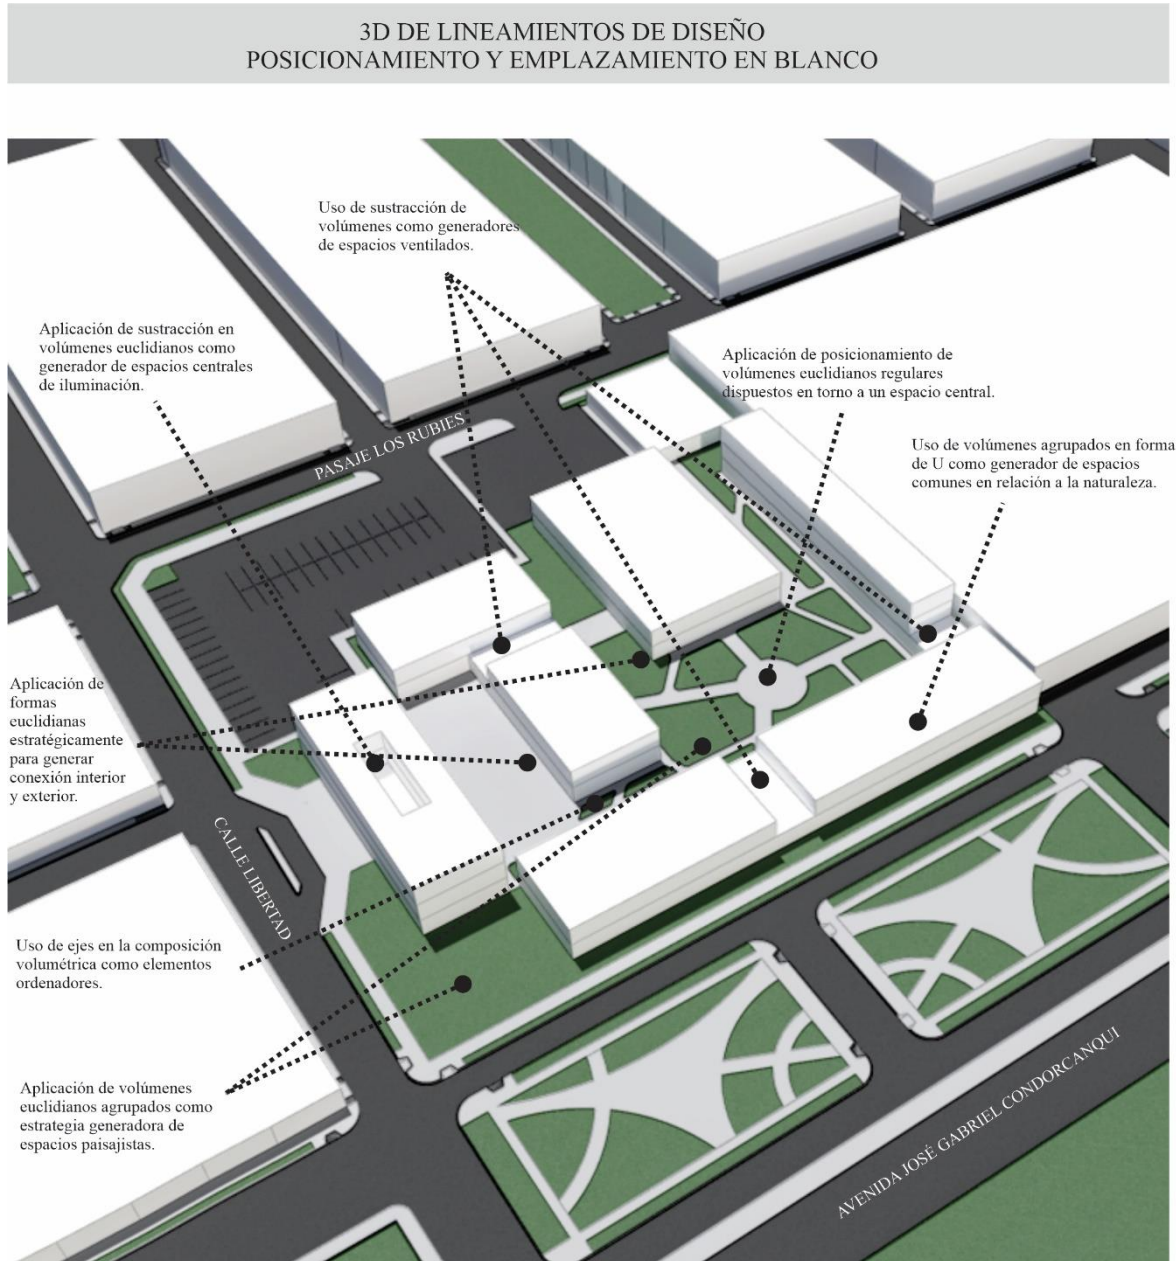 3D DE LINEAMIENTOS DE DISEÑO
POSICIONAMIENTO Y EMPLAZAMIENTO EN BLANCO
Uso de sustracción de
volúmenes como generadores
de espacios ventilados.
Aplicación de sustracción en
volúmenes euclidianos como
generador de espacios centrales
de iluminación.
Aplicación de posicionamiento de
volúmenes euclidianos regulares
dispuestos en torno a un espacio central.
Uso de volúmenes agrupados en forma
de U como generador de espacios
comunes en relación a la naturaleza.
PASAJE LOS RUBIES
Aplicación de
formas
euclidianas
estratégicamente
para generar
conexión interior
y exterior.
CALLE LIBERTAD
Uso de ejes en la composición
volumétrica como elementos
ordenadores.
Aplicación de volúmenes
euclidianos agrupados como
estrategia generadora de
espacios paisajistas.
AVENIDA JOSÉ GABRIEL CONDORCANQUI